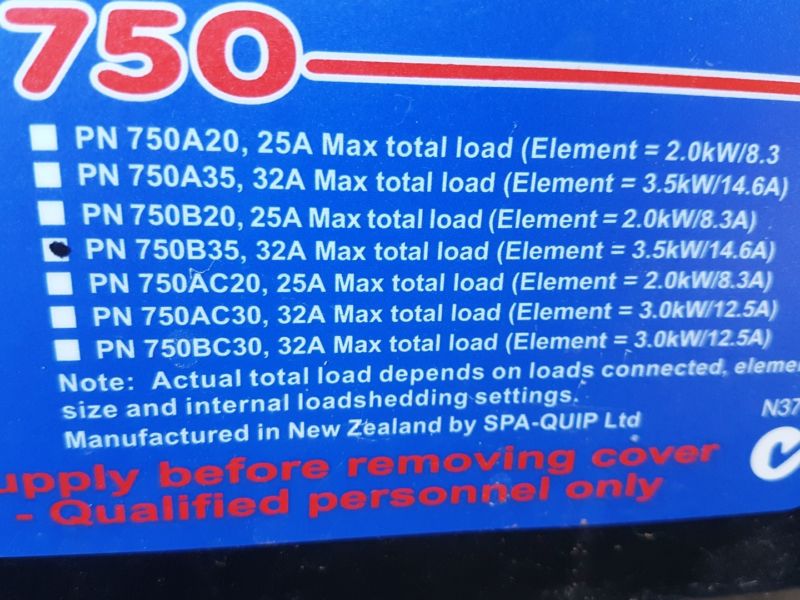 750
PN 750A20, 25A Max total load (Element = 2.0kW/8.3
PN 750A35, 32A Max total load (Element = 3.5kW/14.6A)
PN 750B20, 25A Max total load (Element = 2.0kW/8.3A)
PN 750B35, 32A Max total load (Element = 3.5kW/14.6A)
PN 750AC20, 25A Max total load (Element = 2.0kW/8.3A)
PN 750AC30, 32A Max total load (Element = 3.0kW/12.5A)
PN 750BC30, 32A Max total load (Element = 3.0kW/12.5A)
Note: Actual total load depends on loads connected, eleme
size and internal loadshedding settings.
Manufactured in New Zealand by SPA-QUIP Ltd
N37
upply before removing cover
- Qualified personnel only